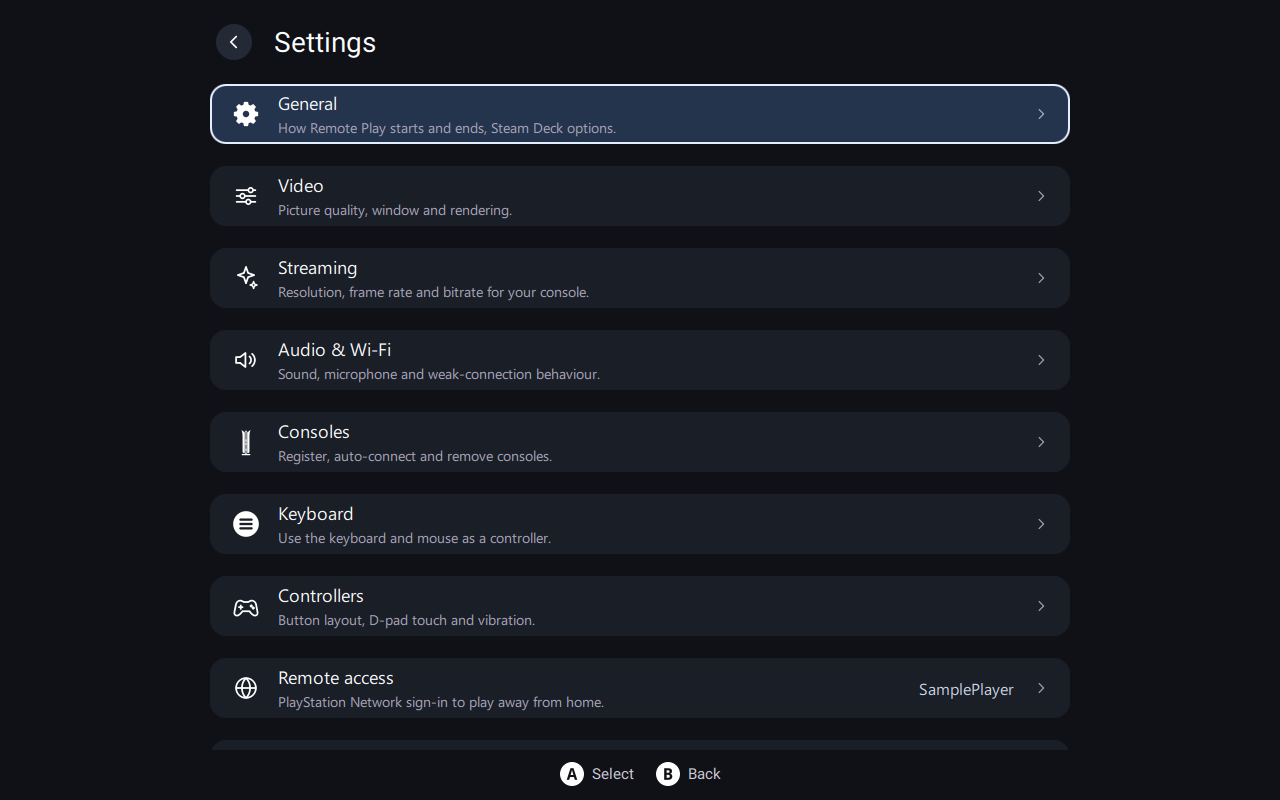 Settings
General
How Remote Play starts and ends, Steam Deck options.
Video
Picture quality, window and rendering.
Streaming
Resolution, frame rate and bitrate for your console.
Audio & Wi-Fi
Sound, microphone and weak-connection behaviour.
Consoles
Register, auto-connect and remove consoles.
Keyboard
Use the keyboard and mouse as a controller.
Controllers
Button layout, D-pad touch and vibration.
Remote access
PlayStation Network sign-in to play away from home.
SamplePlayer
A Select B Back